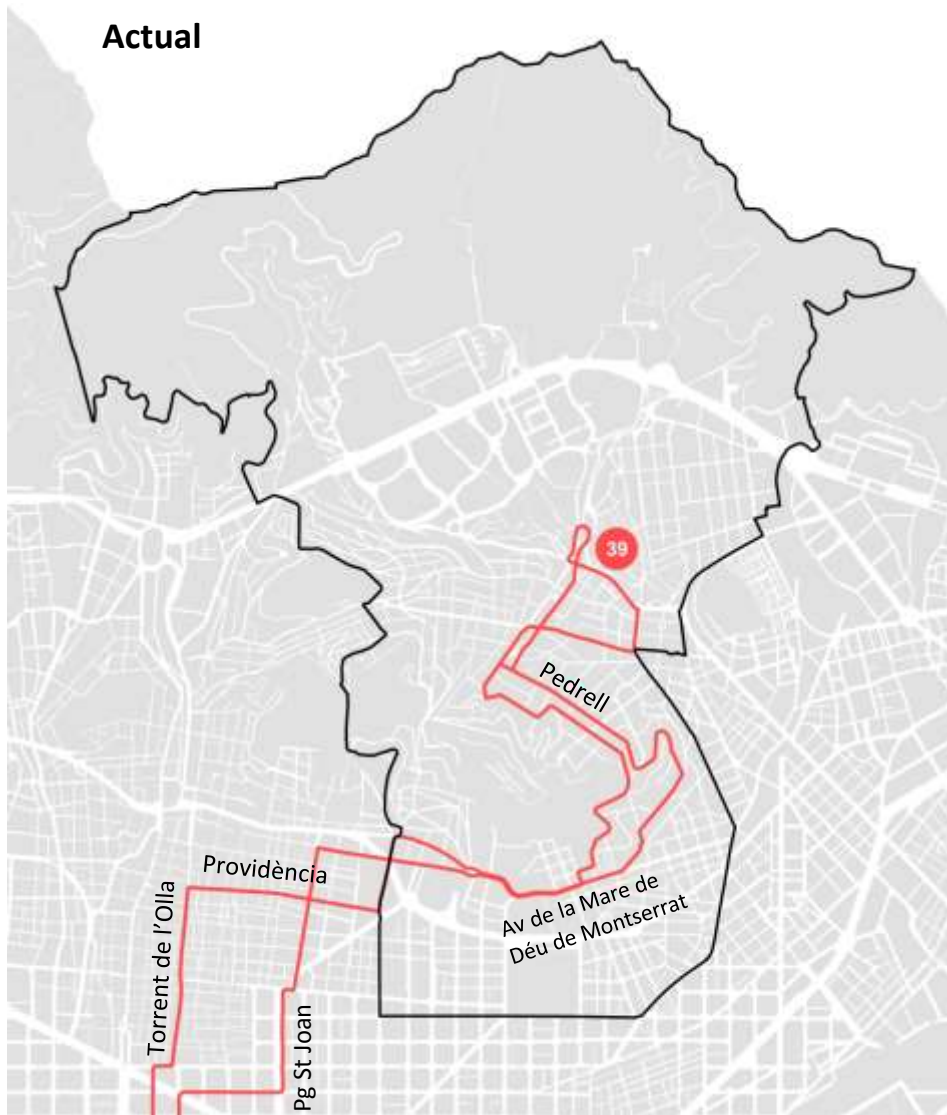 Actual
39
Pedrell
Providència
Torrent de l’Olla
Av de la Mare de
Déu de Montserrat
Pg St Joan